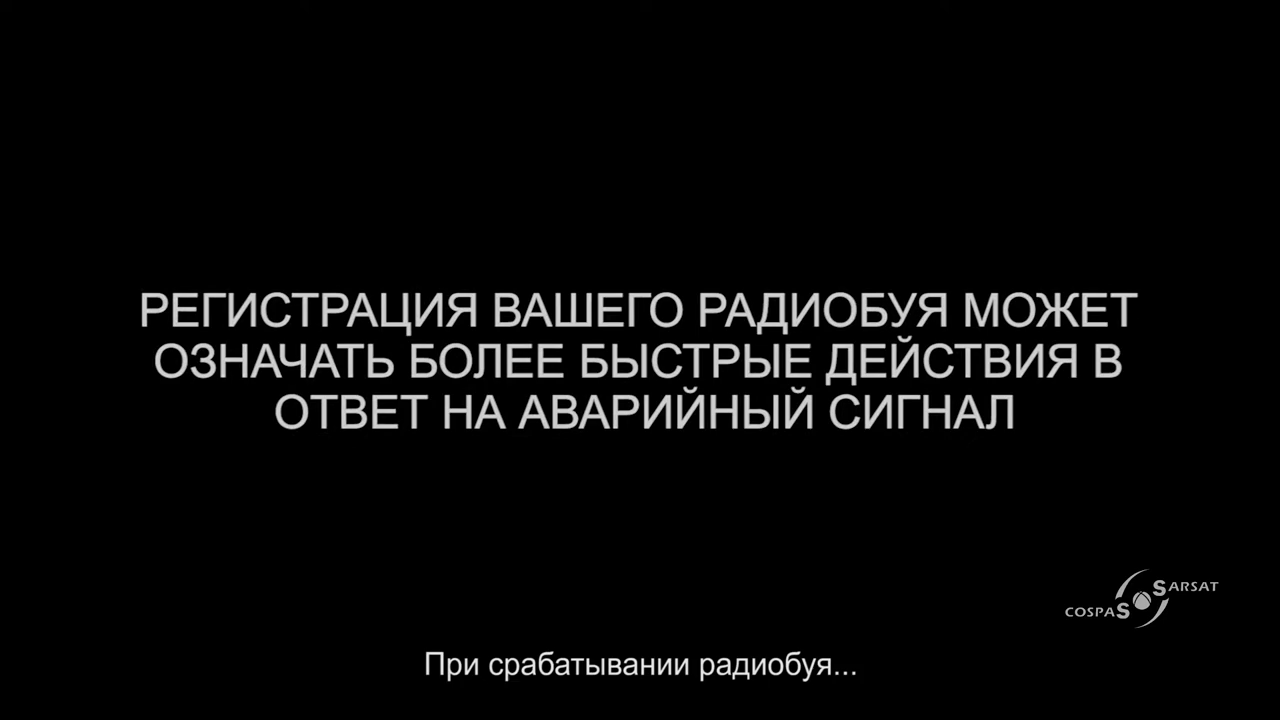 РЕГИСТРАЦИЯ ВАШЕГО РАДИОБУЯ МОЖЕТ
ОЗНАЧАТЬ БОЛЕЕ БЫСТРЫЕ ДЕЙСТВИЯ В
ОТВЕТ НА АВАРИЙНЫЙ СИГНАЛ
SARSAT
COSPAS
При срабатывании радиобуя...